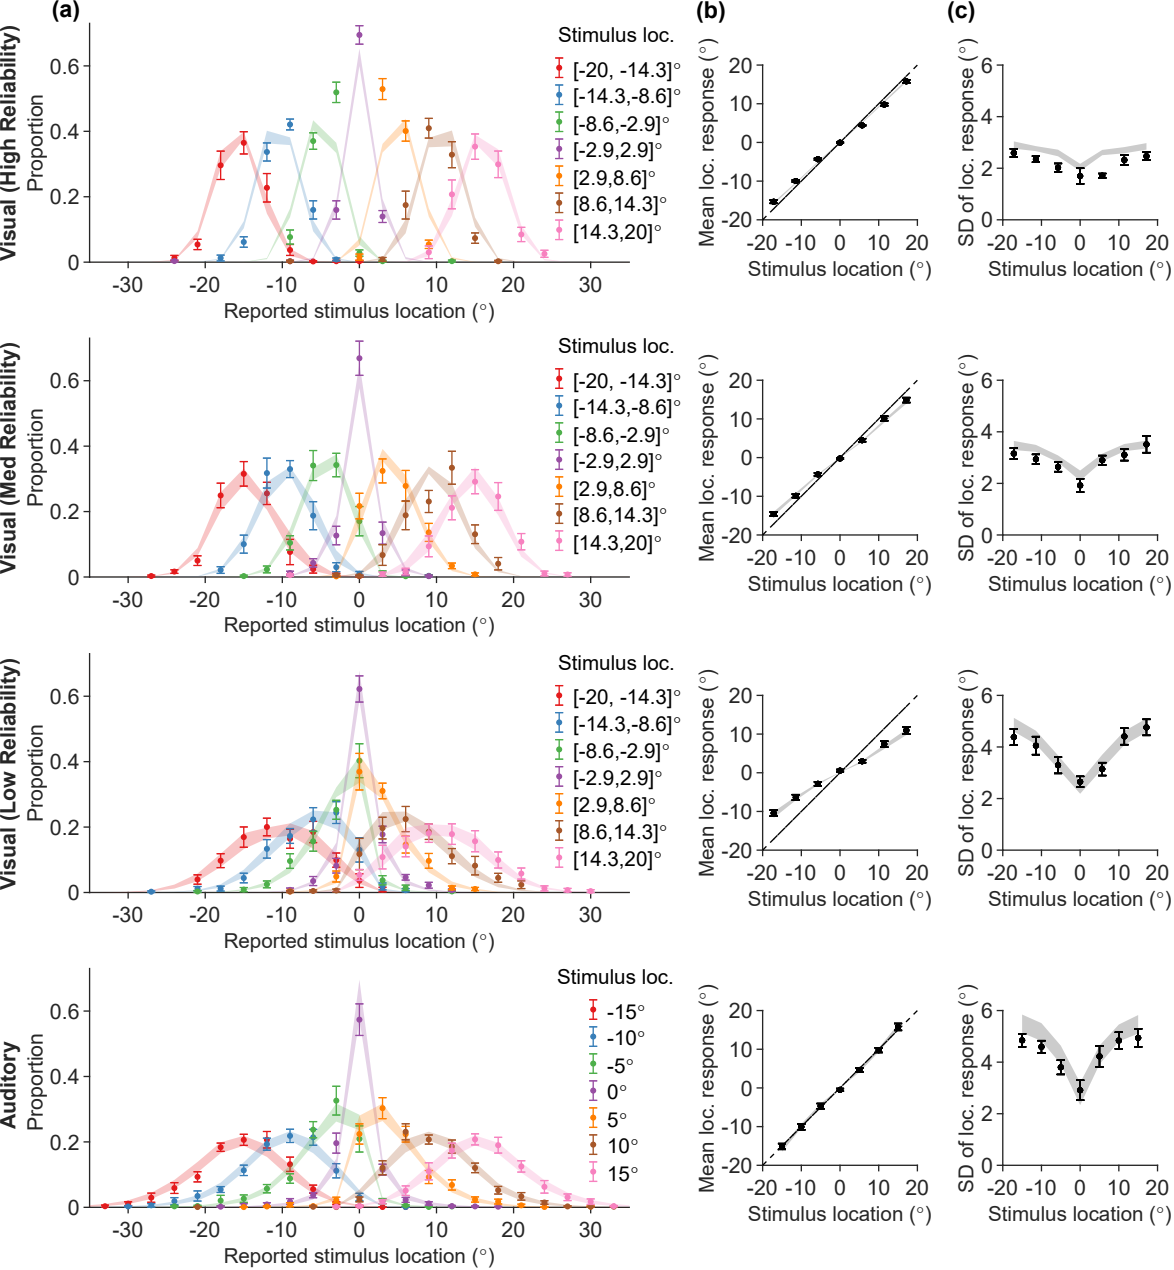 (a)
(b)
(c)
Visual (High Reliability)
Proportion
0.6
0.4
0.2
0
-30 -20 -10 0 10 20 30
Reported stimulus location (°)
Stimulus loc.
[-20, -14.3]°
[-14.3,-8.6]°
[-8.6,-2.9]°
[-2.9,2.9]°
[2.9,8.6]°
[8.6,14.3]°
[14.3,20]°
Mean loc. response (°)
20
10
0
-10
-20
-20 -10 0 10 20
Stimulus location (°)
SD of loc. response (°)
6
4
2
0
-20 -10 0 10 20
Stimulus location (°)
Visual (Med Reliability)
Proportion
0.6
0.4
0.2
0
-30 -20 -10 0 10 20 30
Reported stimulus location (°)
Stimulus loc.
[-20, -14.3]°
[-14.3,-8.6]°
[-8.6,-2.9]°
[-2.9,2.9]°
[2.9,8.6]°
[8.6,14.3]°
[14.3,20]°
Mean loc. response (°)
20
10
0
-10
-20
-20 -10 0 10 20
Stimulus location (°)
SD of loc. response (°)
6
4
2
0
-20 -10 0 10 20
Stimulus location (°)
Visual (Low Reliability)
Proportion
0.6
0.4
0.2
0
-30 -20 -10 0 10 20 30
Reported stimulus location (°)
Stimulus loc.
[-20, -14.3]°
[-14.3,-8.6]°
[-8.6,-2.9]°
[-2.9,2.9]°
[2.9,8.6]°
[8.6,14.3]°
[14.3,20]°
Mean loc. response (°)
20
10
0
-10
-20
-20 -10 0 10 20
Stimulus location (°)
SD of loc. response (°)
6
4
2
0
-20 -10 0 10 20
Stimulus location (°)
Auditory
Proportion
0.6
0.4
0.2
0
-30 -20 -10 0 10 20 30
Reported stimulus location (°)
Stimulus loc.
-15°
-10°
-5°
0°
5°
10°
15°
Mean loc. response (°)
20
10
0
-10
-20
-20 -10 0 10 20
Stimulus location (°)
SD of loc. response (°)
6
4
2
0
-20 -10 0 10 20
Stimulus location (°)